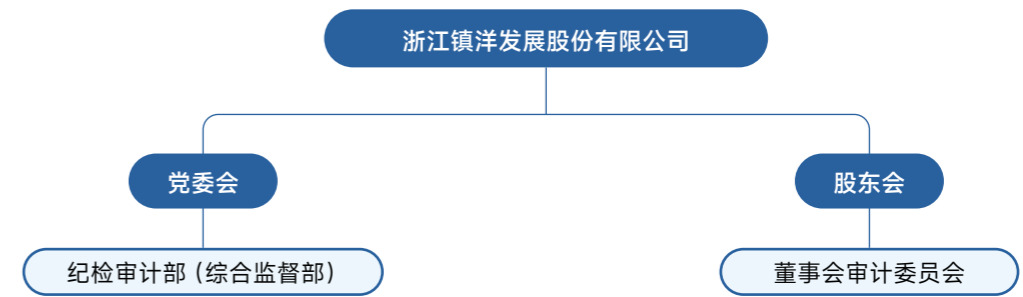 浙江镇洋发展股份有限公司
党委会
股东会
纪检审计部（综合监督部）
董事会审计委员会